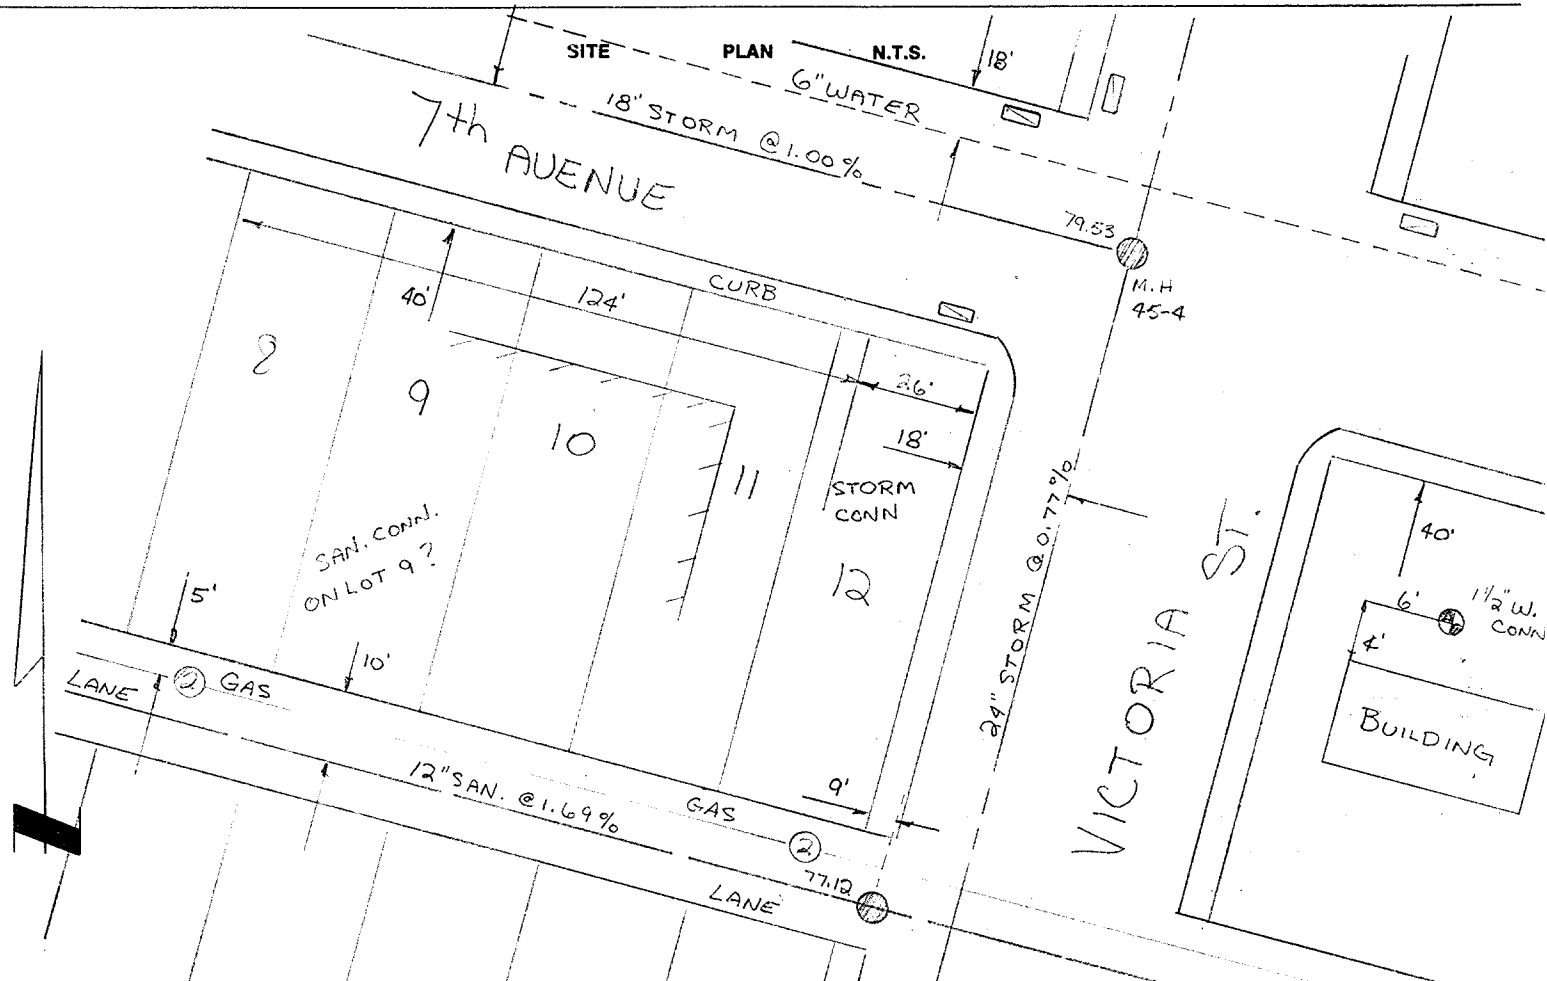 SITE PLAN N.T.S.
18'
6" WATER
18" STORM @ 1.00%
7th AVENUE
79.53
M.H
45-4
CURB
40'
124'
26'
18'
8
9
10
11
12
STORM
CONN
SAN. CONN.
ON LOT 9?
24" STORM @ 0.77%
VICTORIA ST.
40'
6'
1 1/2" W.
CONN
4'
BUILDING
5'
10'
LANE
2 GAS
12" SAN. @ 1.69%
GAS
2
9'
77.12
LANE